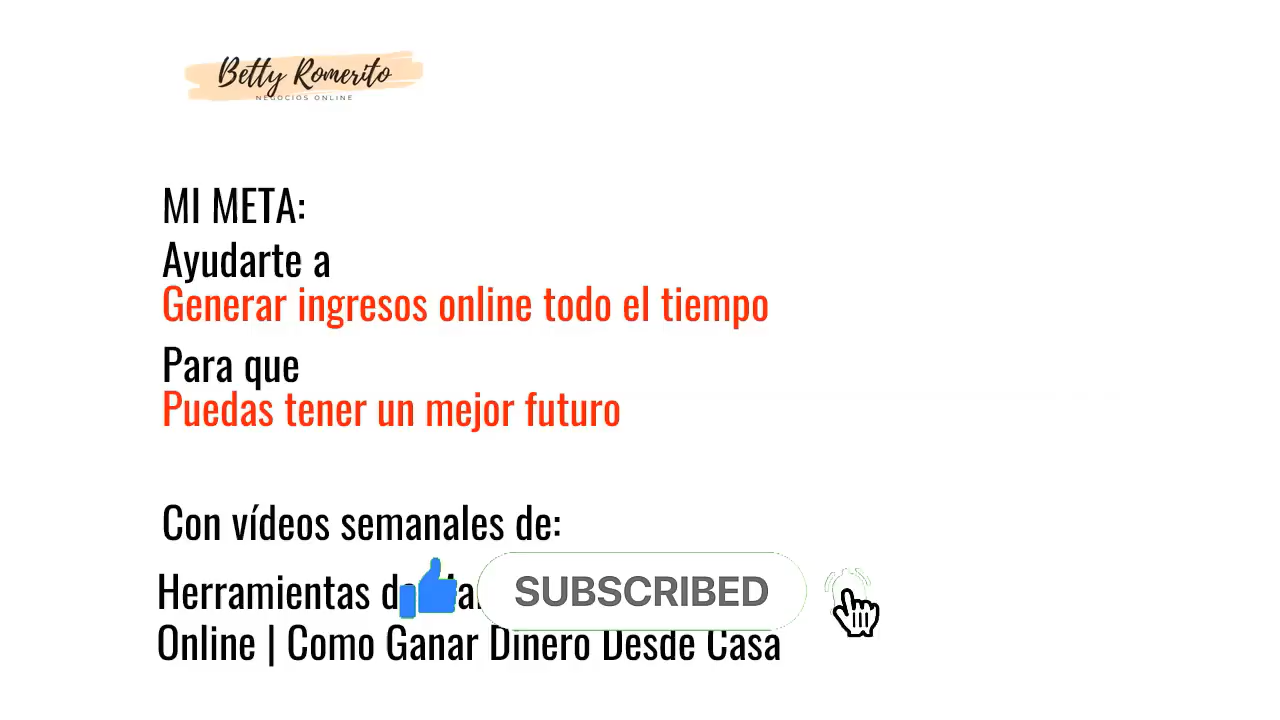 Betty Romerito
NEGOCIOS ONLINE
MI META:
Ayudarte a
Generar ingresos online todo el tiempo
Para que
Puedas tener un mejor futuro
Con vídeos semanales de:
Herramientas
SUBSCRIBED
Online | Como Ganar Dinero Desde Casa